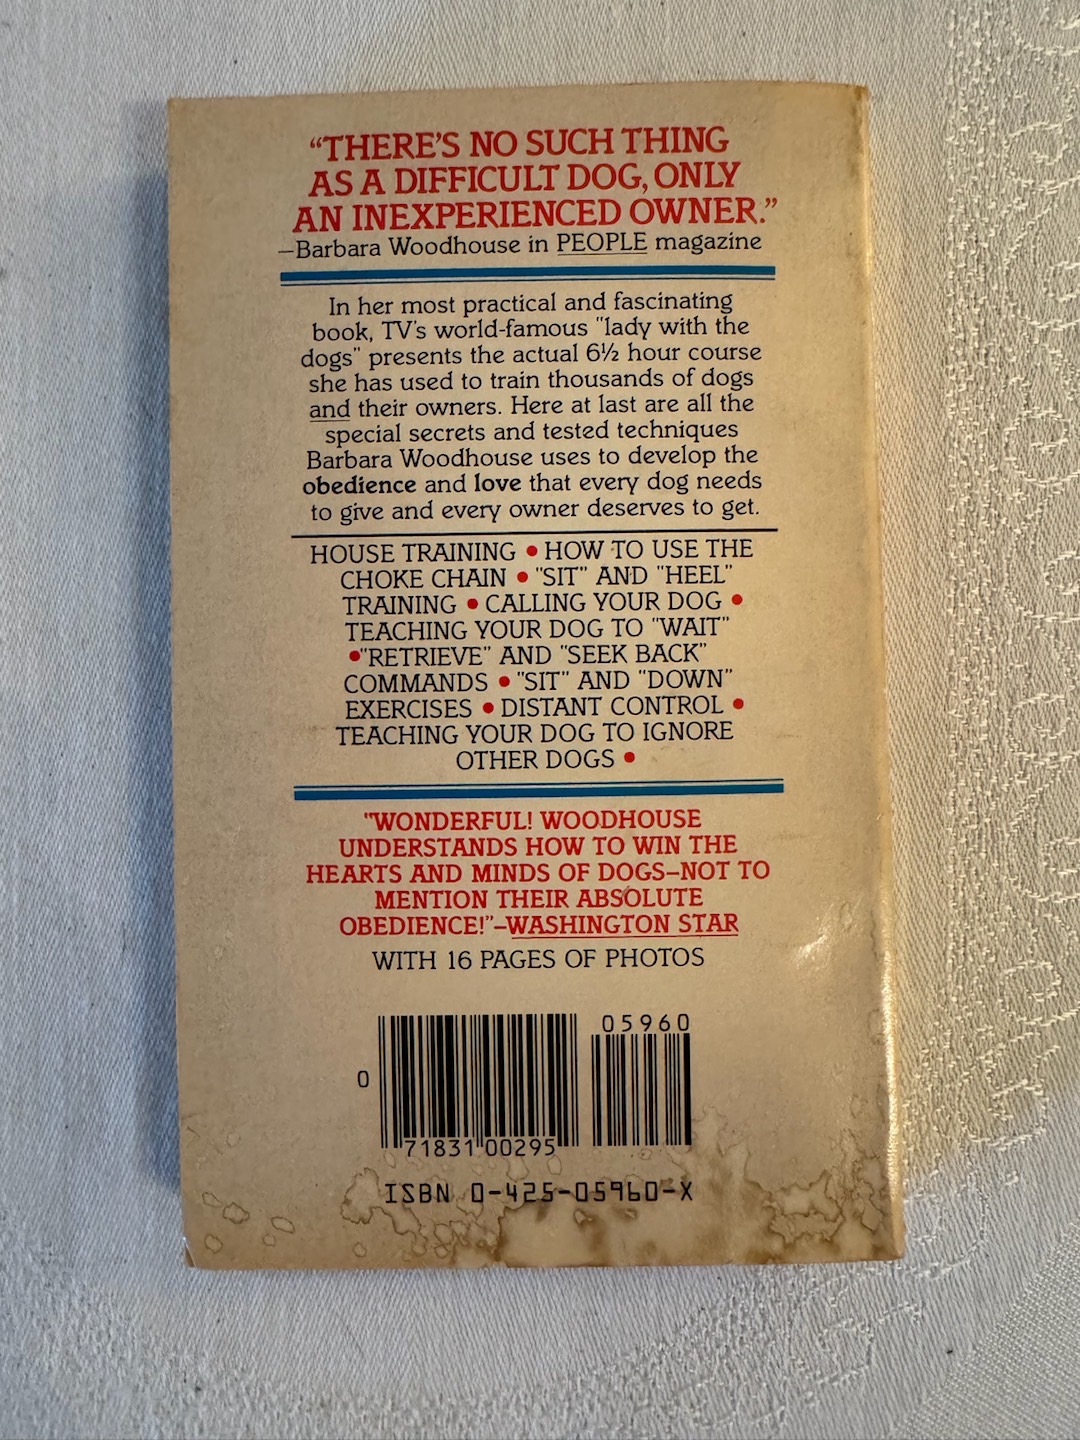 “THERE’S NO SUCH THING
AS A DIFFICULT DOG, ONLY
AN INEXPERIENCED OWNER.”
—Barbara Woodhouse in PEOPLE magazine
In her most practical and fascinating
book, TV's world-famous "lady with the
dogs" presents the actual 6½ hour course
she has used to train thousands of dogs
and their owners. Here at last are all the
special secrets and tested techniques
Barbara Woodhouse uses to develop the
obedience and love that every dog needs
to give and every owner deserves to get.
HOUSE TRAINING • HOW TO USE THE
CHOKE CHAIN • "SIT" AND "HEEL"
TRAINING • CALLING YOUR DOG •
TEACHING YOUR DOG TO "WAIT"
•"RETRIEVE" AND "SEEK BACK"
COMMANDS • "SIT" AND "DOWN"
EXERCISES • DISTANT CONTROL •
TEACHING YOUR DOG TO IGNORE
OTHER DOGS •
"WONDERFUL! WOODHOUSE
UNDERSTANDS HOW TO WIN THE
HEARTS AND MINDS OF DOGS—NOT TO
MENTION THEIR ABSOLUTE
OBEDIENCE!"—WASHINGTON STAR
WITH 16 PAGES OF PHOTOS
05960
0
71831 00295
ISBN 0-425-05960-X